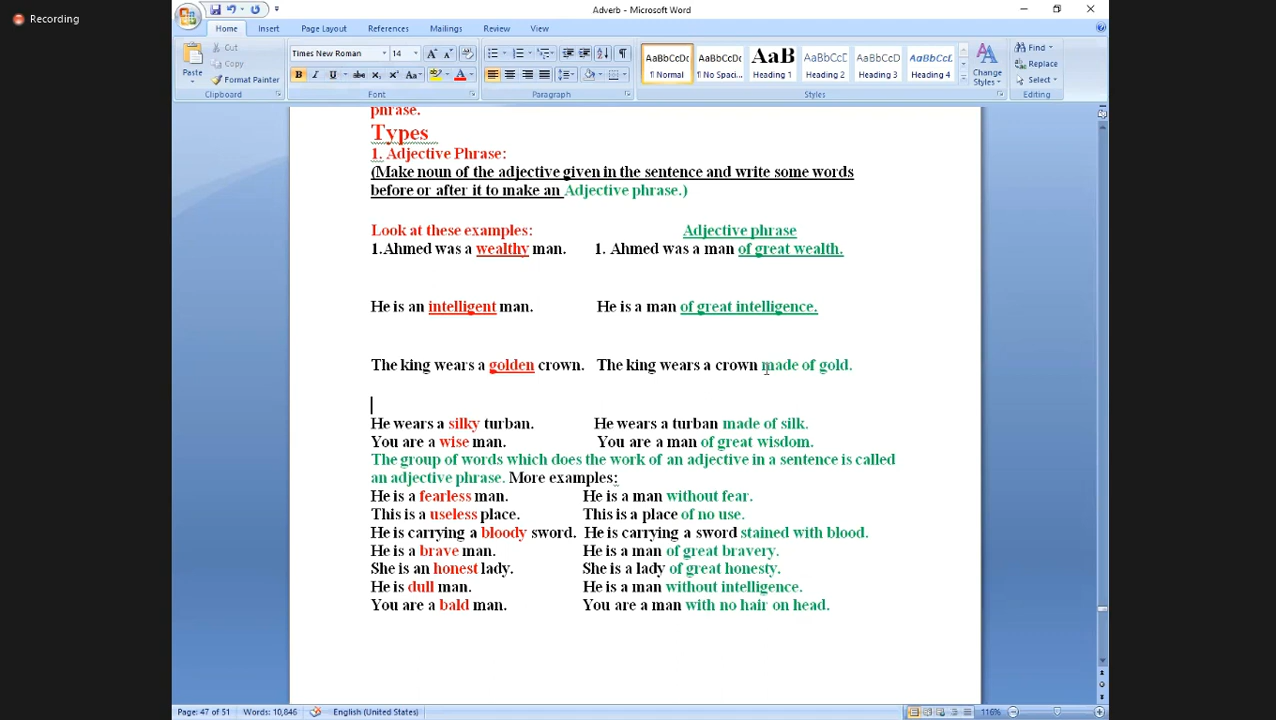 Recording
Adverb - Microsoft Word
Home Insert Page Layout References Mailings Review View
Paste
Cut
Copy
Format Painter
Clipboard
Times New Roman 14
Font
Paragraph
AaBbCcDc AaBbCcDc AaB AaBbCcC AaBbCcC AaBbCcC
¶ Normal ¶ No Spaci... Heading 1 Heading 2 Heading 3 Heading 4
Styles
Change Styles
Find
Replace
Select
Editing
phrase.
Types
1. Adjective Phrase:
(Make noun of the adjective given in the sentence and write some words
before or after it to make an Adjective phrase.)
Look at these examples: Adjective phrase
1.Ahmed was a wealthy man. 1. Ahmed was a man of great wealth.
He is an intelligent man. He is a man of great intelligence.
The king wears a golden crown. The king wears a crown made of gold.
He wears a silky turban. He wears a turban made of silk.
You are a wise man. You are a man of great wisdom.
The group of words which does the work of an adjective in a sentence is called
an adjective phrase. More examples:
He is a fearless man. He is a man without fear.
This is a useless place. This is a place of no use.
He is carrying a bloody sword. He is carrying a sword stained with blood.
He is a brave man. He is a man of great bravery.
She is an honest lady. She is a lady of great honesty.
He is dull man. He is a man without intelligence.
You are a bald man. You are a man with no hair on head.
Page: 47 of 51 Words: 10,846 English (United States) 116%